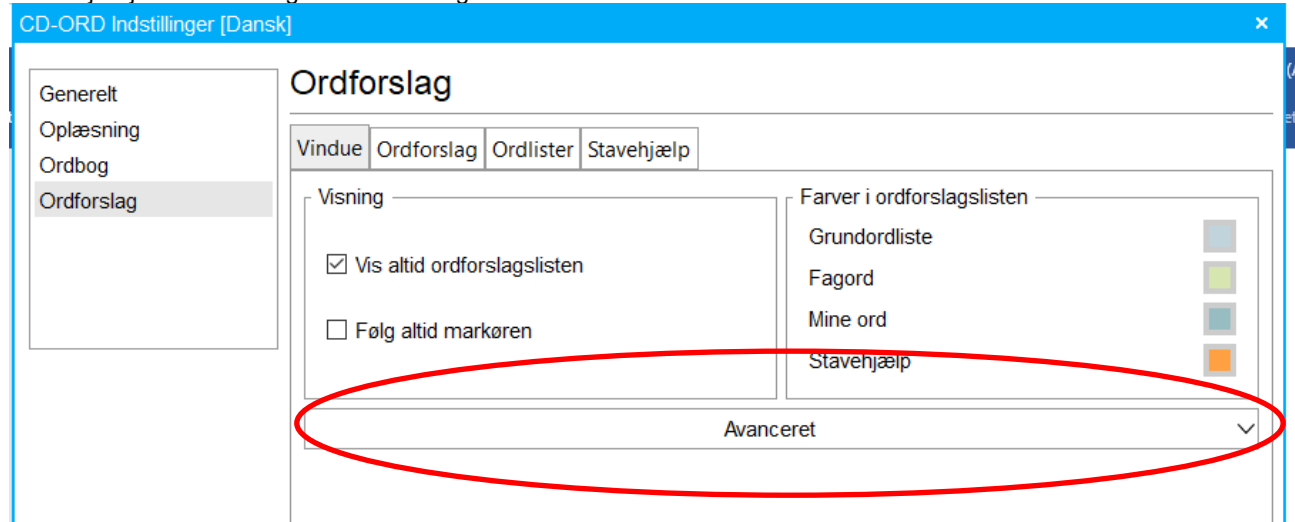 CD-ORD Indstillinger [Dansk]
Generelt
Oplæsning
Ordbog
Ordforslag
Ordforslag
Vindue Ordforslag Ordlister Stavehjælp
Visning
Vis altid ordforslagslisten
Følg altid markøren
Farver i ordforslagslisten
Grundordliste
Fagord
Mine ord
Stavehjælp
Avanceret